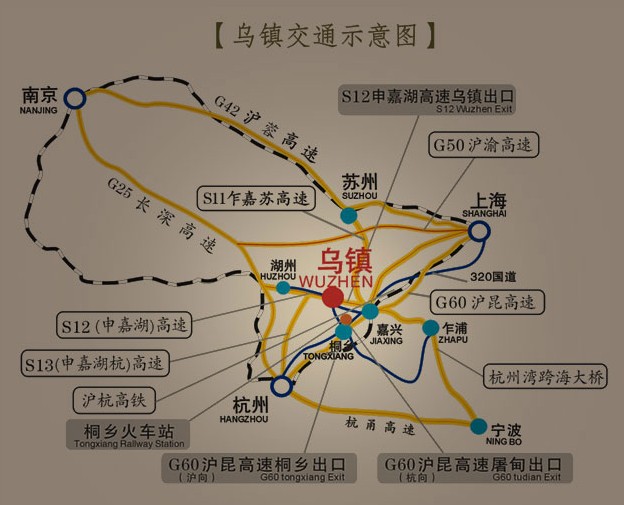 【乌镇交通示意图】
南京
NANJING
G42 沪蓉高速
S12申嘉湖高速乌镇出口
S12 Wuzhen Exit
G50 沪渝高速
苏州
SUZHOU
G25 长深高速
S11乍嘉苏高速
上海
SHANGHAI
乌镇
WUZHEN
湖州
HUZHOU
320国道
G60 沪昆高速
S12 (申嘉湖)高速
嘉兴
JIAXING
乍浦
ZHAPU
桐乡
TONGXIANG
S13(申嘉湖杭)高速
杭州湾跨海大桥
沪杭高铁
杭州
HANGZHOU
杭甬高速
宁波
NING BO
桐乡火车站
Tongxiang Railway Station
G60沪昆高速桐乡出口
(沪向) G60 tongxiang Exit
G60沪昆高速屠甸出口
(杭向) G60 tudian Exit